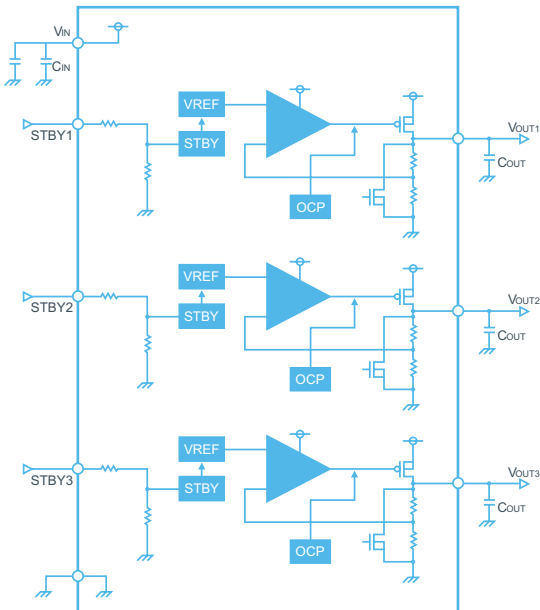 VIN
CIN
STBY1
VREF
STBY
OCP
VOUT1
COUT
STBY2
VREF
STBY
OCP
VOUT2
COUT
STBY3
VREF
STBY
OCP
VOUT3
COUT